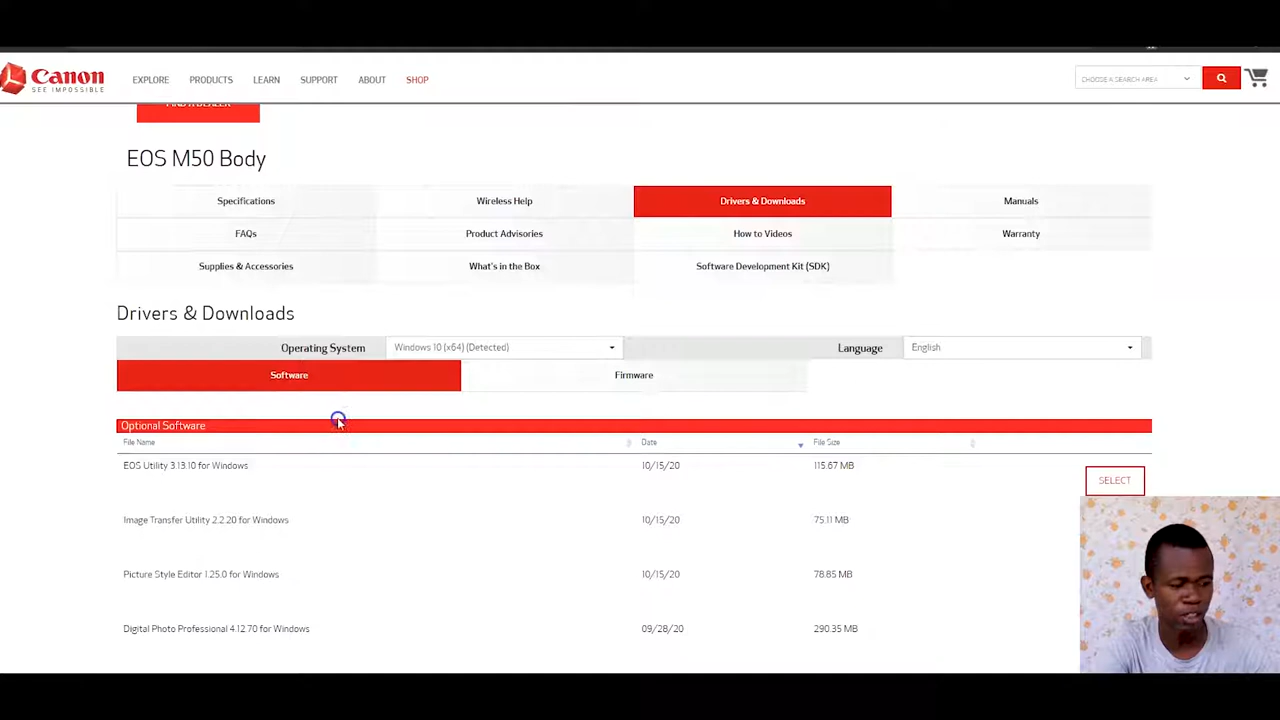 Canon
SEE IMPOSSIBLE
EXPLORE PRODUCTS LEARN SUPPORT ABOUT SHOP
CHOOSE A SEARCH AREA
FIND A DEALER
EOS M50 Body
Specifications Wireless Help Drivers & Downloads Manuals
FAQs Product Advisories How to Videos Warranty
Supplies & Accessories What's in the Box Software Development Kit (SDK)
Drivers & Downloads
Operating System Windows 10 (x64) (Detected) Language English
Software Firmware
Optional Software
File Name Date File Size
EOS Utility 3.13.10 for Windows 10/15/20 115.67 MB
SELECT
Image Transfer Utility 2.2.20 for Windows 10/15/20 75.11 MB
Picture Style Editor 1.25.0 for Windows 10/15/20 78.85 MB
Digital Photo Professional 4.12.70 for Windows 09/28/20 290.35 MB